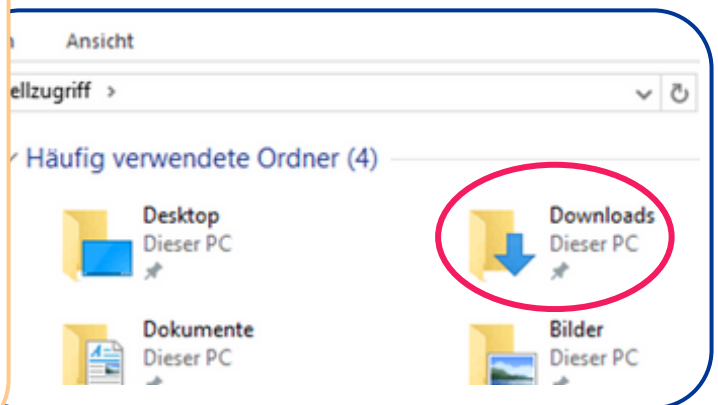 Ansicht
ellzugriff >
Häufig verwendete Ordner (4)
Desktop
Dieser PC
Downloads
Dieser PC
Dokumente
Dieser PC
Bilder
Dieser PC